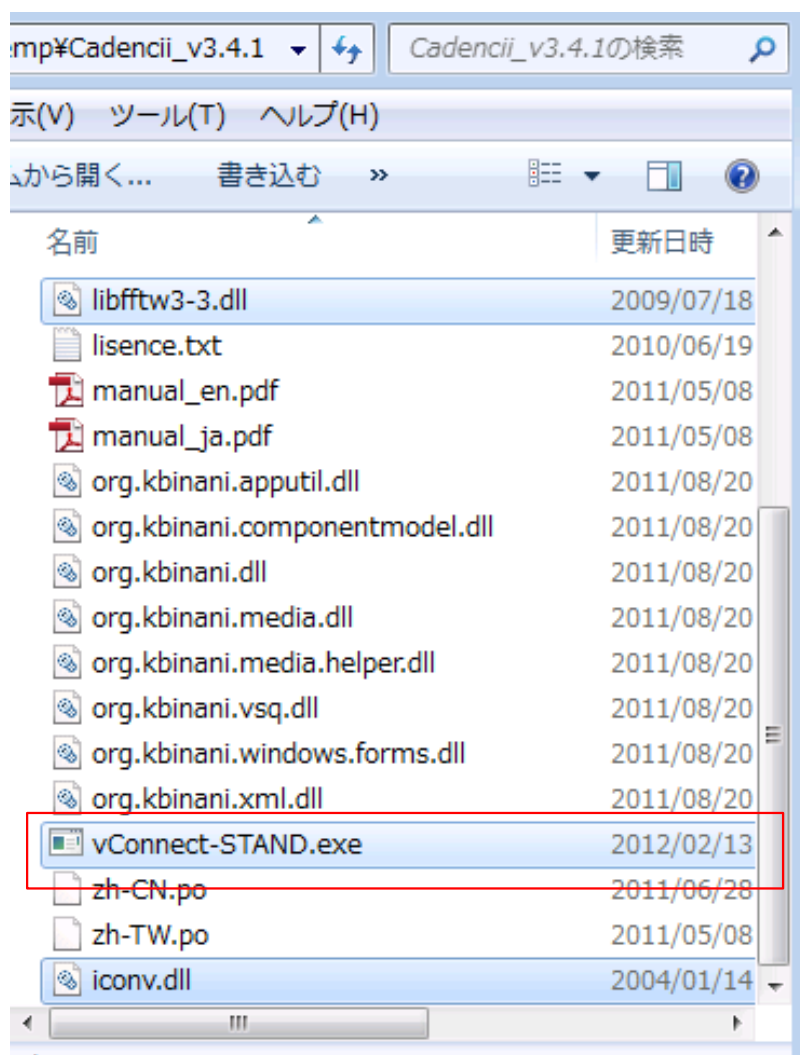 emp¥Cadencii_v3.4.1 Cadencii_v3.4.1の検索
示(V) ツール(T) ヘルプ(H)
ムから開く... 書き込む »
名前 更新日時
libfftw3-3.dll 2009/07/18
lisence.txt 2010/06/19
manual_en.pdf 2011/05/08
manual_ja.pdf 2011/05/08
org.kbinani.apputil.dll 2011/08/20
org.kbinani.componentmodel.dll 2011/08/20
org.kbinani.dll 2011/08/20
org.kbinani.media.dll 2011/08/20
org.kbinani.media.helper.dll 2011/08/20
org.kbinani.vsq.dll 2011/08/20
org.kbinani.windows.forms.dll 2011/08/20
org.kbinani.xml.dll 2011/08/20
vConnect-STAND.exe 2012/02/13
zh-CN.po 2011/06/28
zh-TW.po 2011/05/08
iconv.dll 2004/01/14